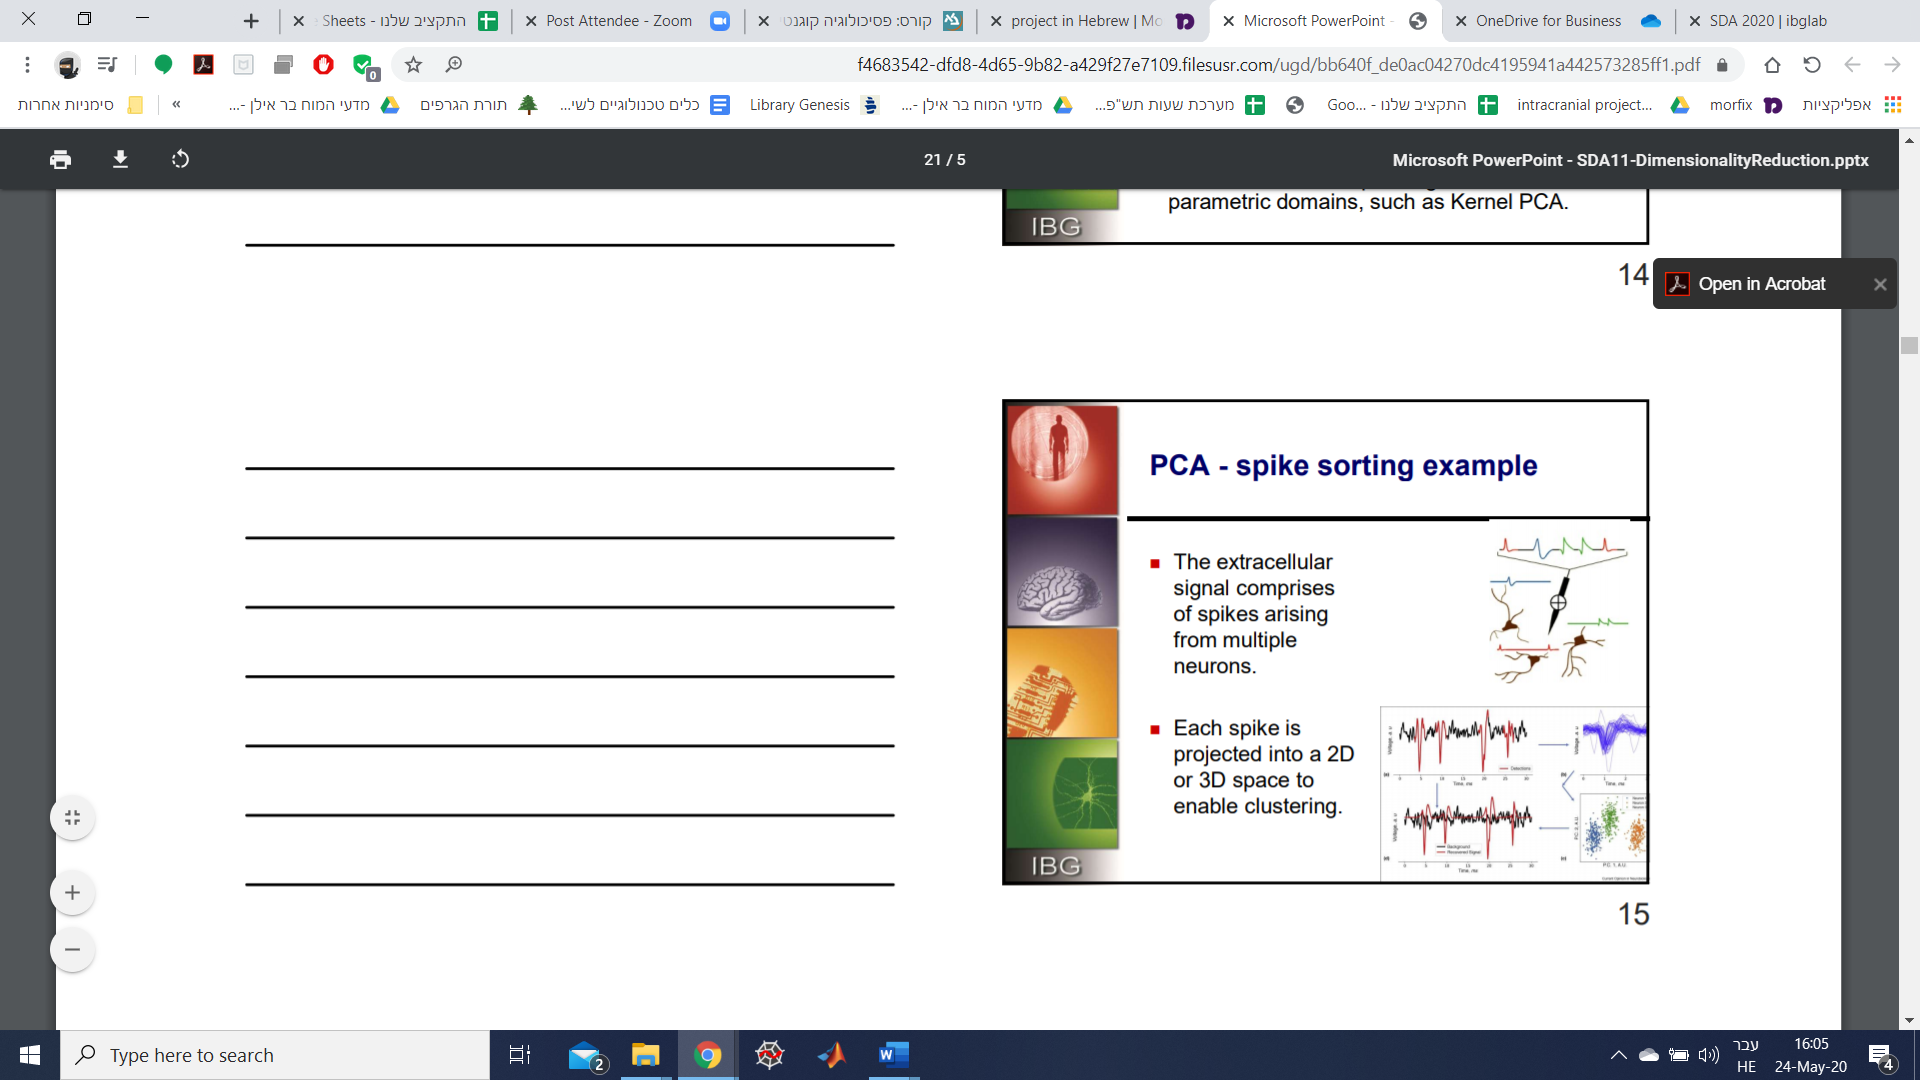 Sheets - התקציב שלנו
Post Attendee - Zoom
קורס: פסיכולוגיה קוגנטי
project in Hebrew | Mo
Microsoft PowerPoint -
OneDrive for Business
SDA 2020 | ibglab
0
f4683542-dfd8-4d65-9b82-a429f27e7109.filesusr.com/ugd/bb640f_de0ac04270dc4195941a442573285ff1.pdf
סימניות אחרות
»
מדעי המוח בר אילן -...
תורת הגרפים
כלים טכנולוגיים לשי...
Library Genesis
מדעי המוח בר אילן -...
מערכת שעות תש"פ...
Goo... - התקציב שלנו
intracranial project...
morfix
אפליקציות
21 / 5
Microsoft PowerPoint - SDA11-DimensionalityReduction.pptx
parametric domains, such as Kernel PCA.
IBG
14
Open in Acrobat
PCA - spike sorting example
The extracellular
signal comprises
of spikes arising
from multiple
neurons.
Each spike is
projected into a 2D
or 3D space to
enable clustering.
IBG
15
Type here to search
2
עבר
HE
16:05
24-May-20
4